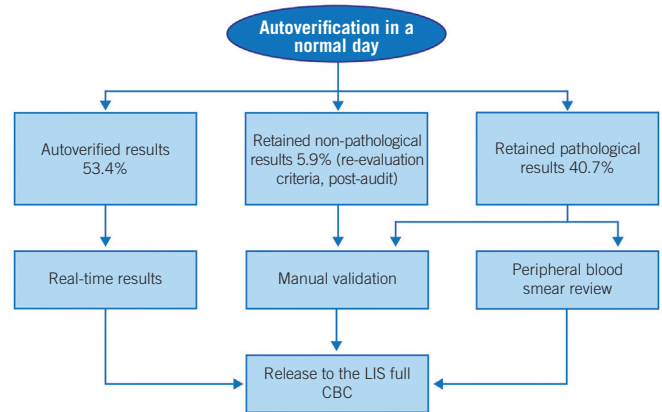 Autoverification in a
normal day
Autoverified results
53.4%
Retained non-pathological
results 5.9% (re-evaluation
criteria, post-audit)
Retained pathological
results 40.7%
Real-time results
Manual validation
Peripheral blood
smear review
Release to the LIS full
CBC